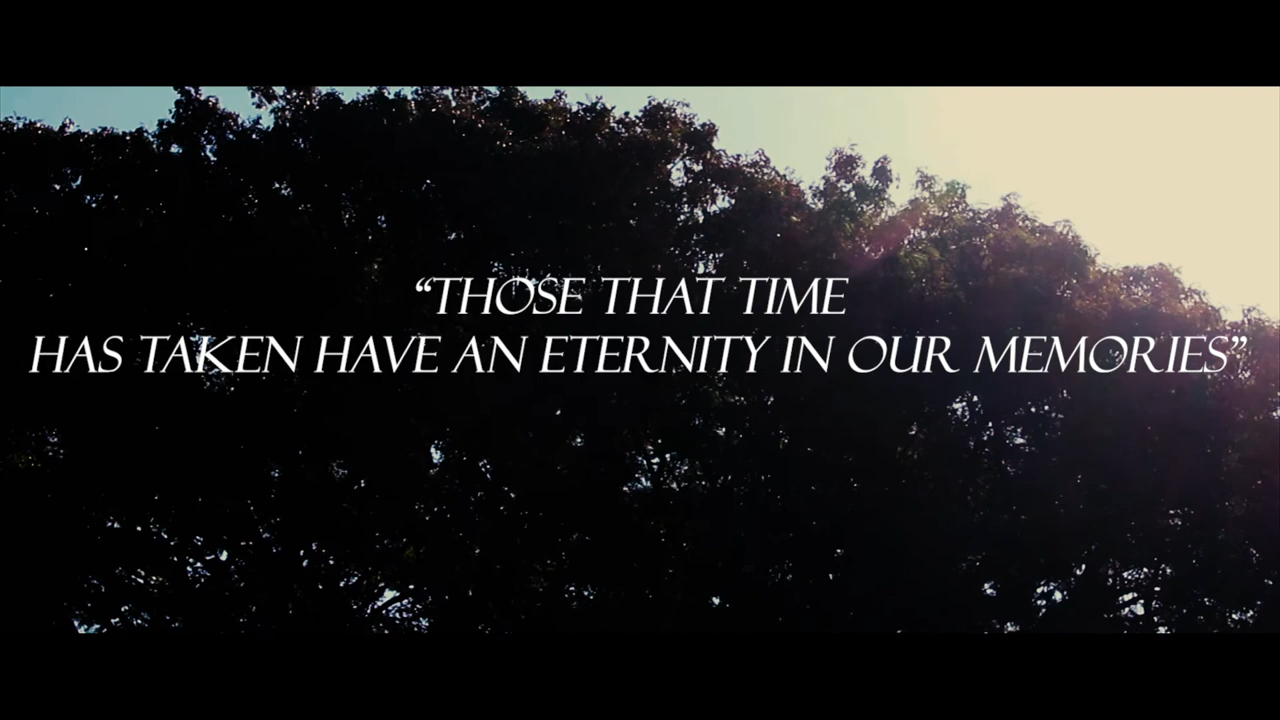 “THOSE THAT TIME
HAS TAKEN HAVE AN ETERNITY IN OUR MEMORIES”